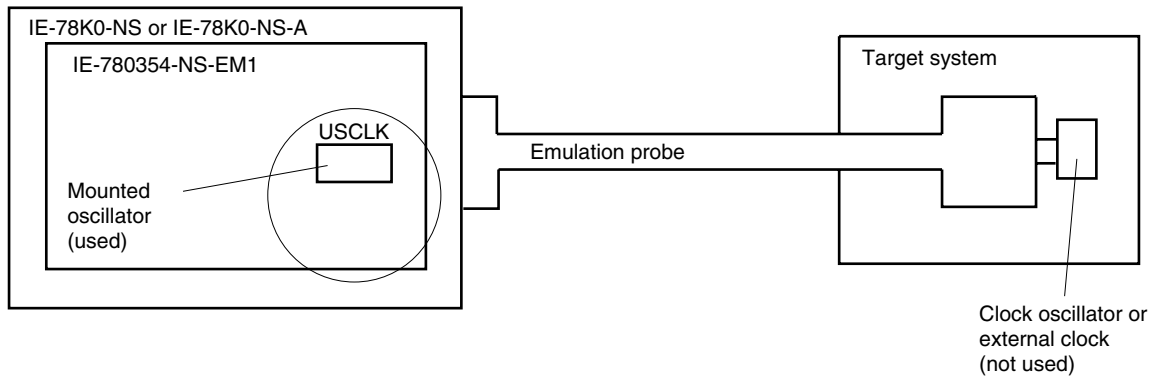 IE-78K0-NS or IE-78K0-NS-A
IE-780354-NS-EM1
USCLK
Mounted
oscillator
(used)
Emulation probe
Target system
Clock oscillator or
external clock
(not used)